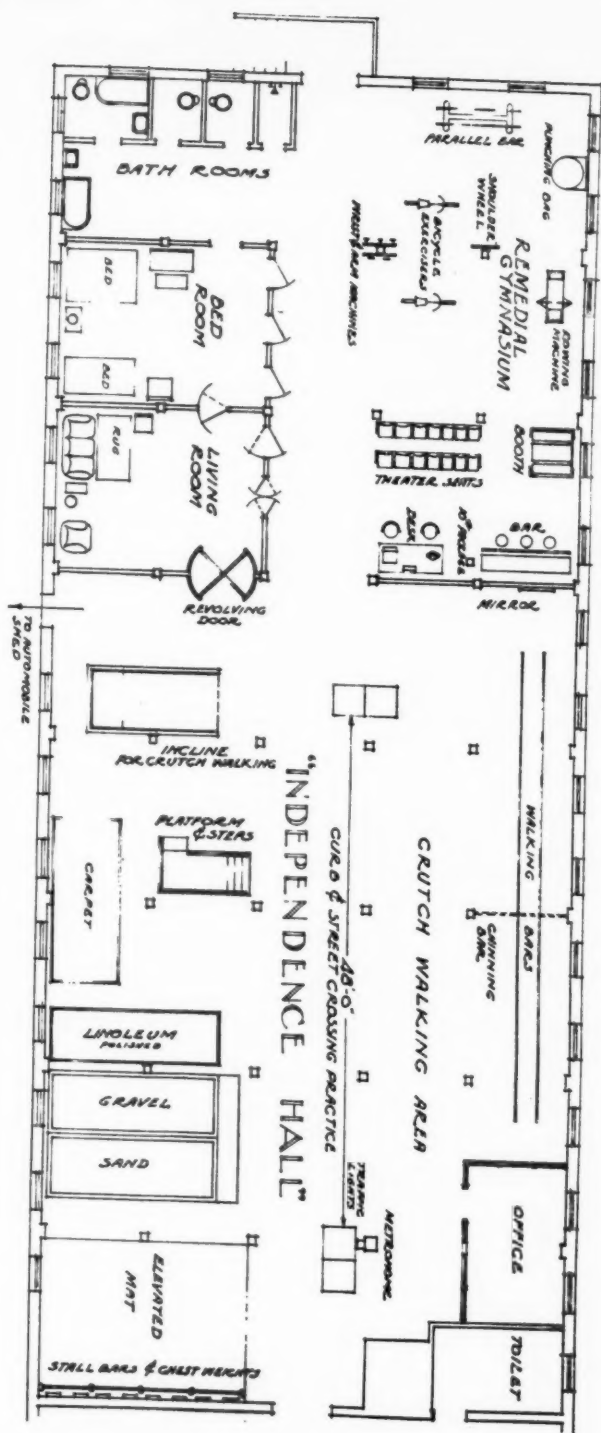 BATH ROOMS
PARALLEL BAR
PUNCHING BAG
SHOULDER
WHEEL
BICYCLE
EXERCISERS
REMEDIAL
GYMNASIUM
ROWING
MACHINE
BED
BED
ROOM
BED
LIVING
ROOM
RUG
THEATER SEATS
BOOTH
DESK
BAR
MIRROR
REVOLVING
DOOR
TO AUTOMOBILE
SHED
INCLINE
FOR CRUTCH WALKING
PLATFORM
& STEPS
CARPET
"INDEPENDENCE HALL"
48'-0"
CURB & STREET CROSSING PRACTICE
CRUTCH WALKING AREA
WALKING BARS
CHINNING
BAR
LINOLEUM
POLISHED
GRAVEL
SAND
TRAFFIC
LIGHTS
METRONOME
OFFICE
TOILET
ELEVATED
MAT
STALL BARS & CHEST WEIGHTS